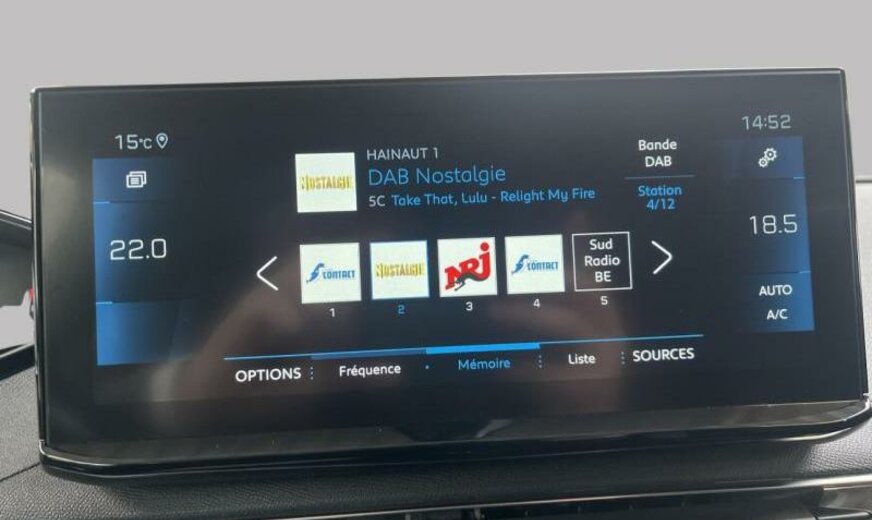 15°C
14:52
HAINAUT 1
DAB Nostalgie
5C Take That, Lulu - Relight My Fire
NOSTALGIE
Bande
DAB
Station
4/12
22.0
18.5
CONTACT
NOSTALGIE
NRJ
CONTACT
Sud
Radio
BE
1
2
3
4
5
AUTO
A/C
OPTIONS
Fréquence
Mémoire
Liste
SOURCES